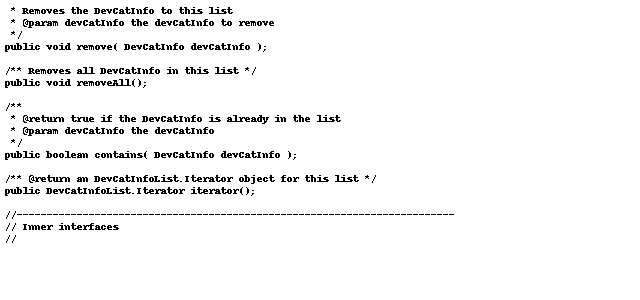 * Removes the DevCatInfo to this list
 * @param devCatInfo the devCatInfo to remove
 */
public void remove( DevCatInfo devCatInfo );

/** Removes all DevCatInfo in this list */
public void removeAll();

/**
 * @return true if the DevCatInfo is already in the list
 * @param devCatInfo the devCatInfo
 */
public boolean contains( DevCatInfo devCatInfo );

/** @return an DevCatInfoList.Iterator object for this list */
public DevCatInfoList.Iterator iterator();

//-------------------------------------------------------------------------
// Inner interfaces
//